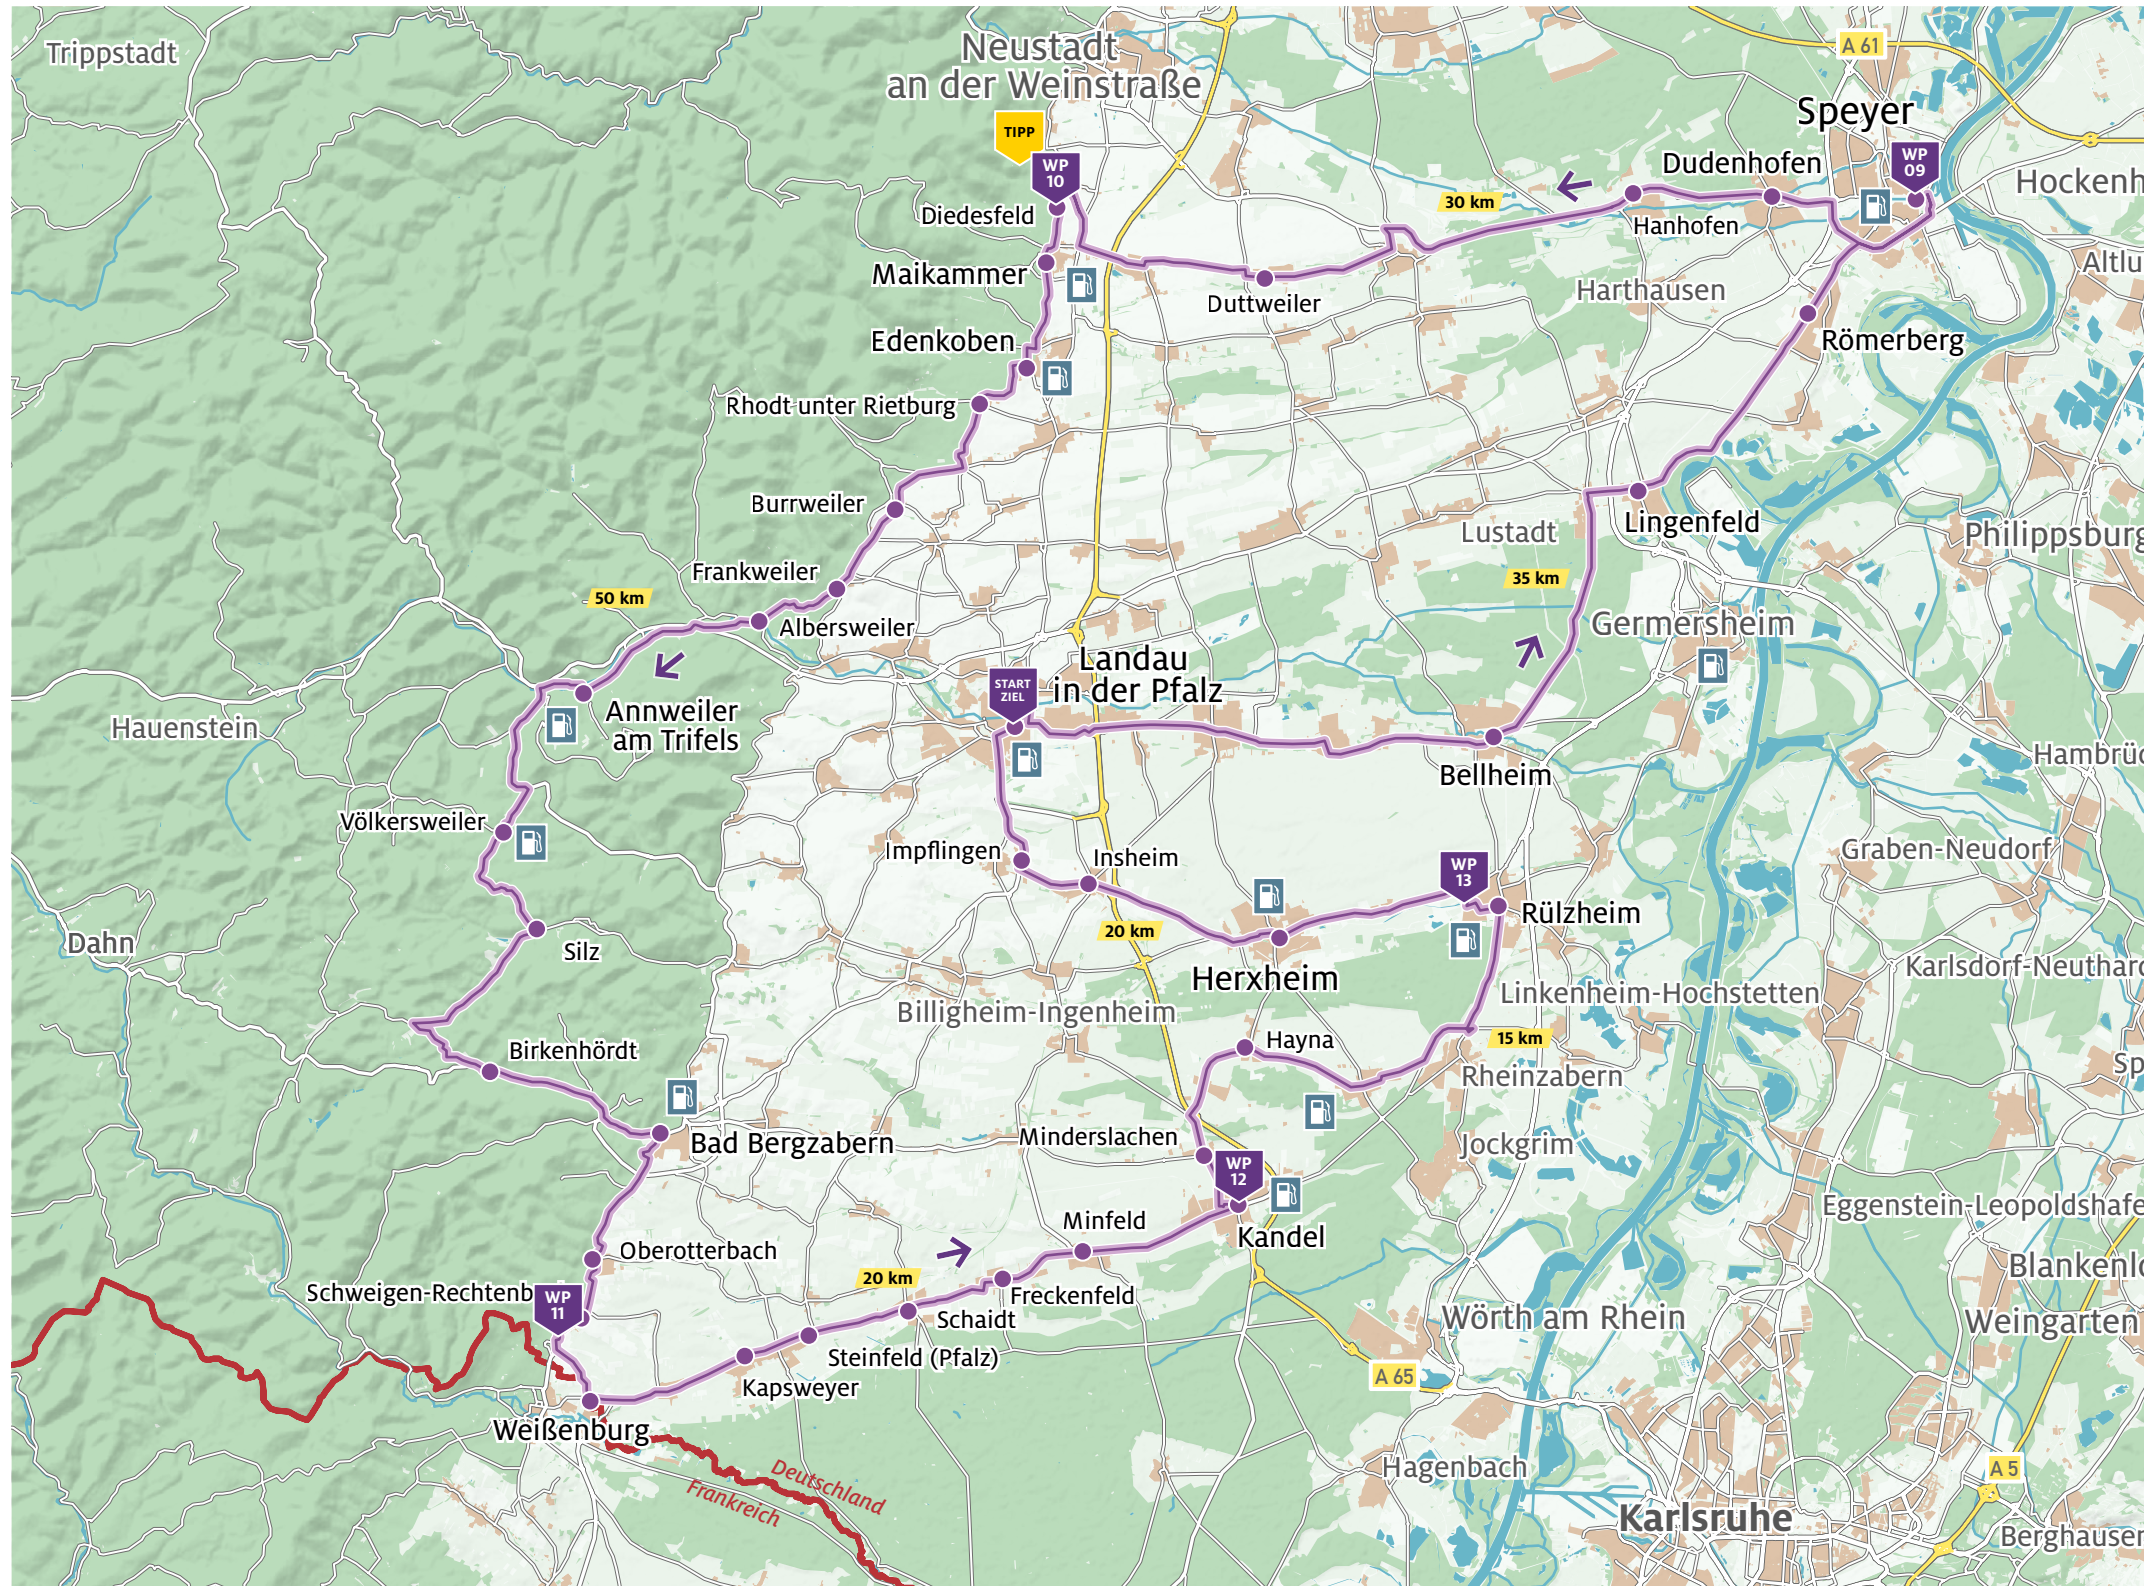 Trippstadt
Neustadt
an der Weinstraße
A 61
Speyer
TIPP
WP
10
Dudenhofen
WP
09
Hockenh
30 km
Diedesfeld
Hanhofen
Maikammer
Altlu
Harthausen
Duttweiler
Edenkoben
Römerberg
Rhodt unter Rietburg
Burrweiler
Lustadt
Lingenfeld
Philippsburg
Frankweiler
35 km
50 km
Albersweiler
Germersheim
Landau
in der Pfalz
START
ZIEL
Annweiler
am Trifels
Hauenstein
Hambrüc
Bellheim
Völkersweiler
Impflingen
Insheim
Graben-Neudorf
WP
13
Rülzheim
20 km
Dahn
Silz
Herxheim
Karlsdorf-Neuthard
Linkenheim-Hochstetten
Billigheim-Ingenheim
Hayna
15 km
Birkenhördt
Sp
Rheinzabern
Minderslachen
Bad Bergzabern
Jockgrim
WP
12
Eggenstein-Leopoldshafe
Minfeld
Kandel
Oberotterbach
Blankenlo
20 km
Schweigen-Rechtenb
WP
11
Freckenfeld
Schaidt
Wörth am Rhein
Weingarten
Steinfeld (Pfalz)
A 65
Kapsweyer
Weißenburg
Deutschland
Frankreich
Hagenbach
A 5
Karlsruhe
Berghausen